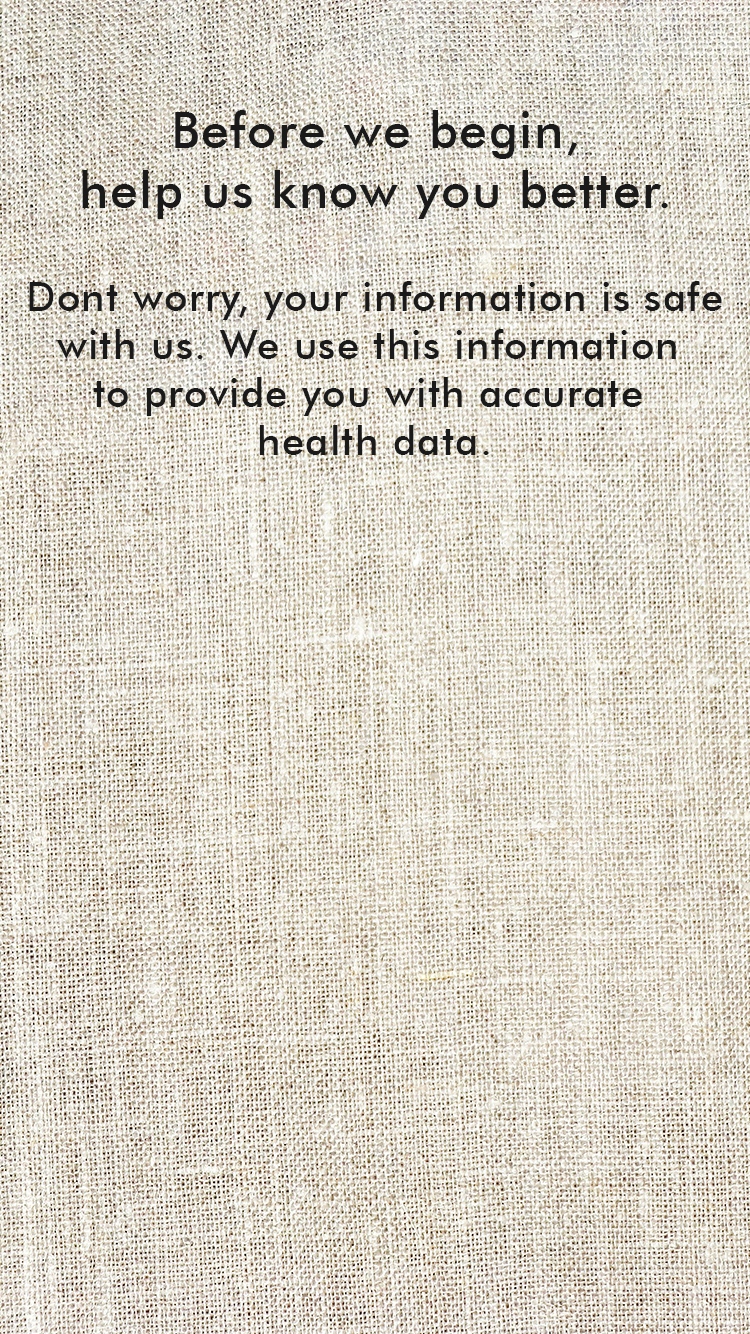 Before we begin,
help us know you better.
Dont worry, your information is safe
with us. We use this information
to provide you with accurate
health data.